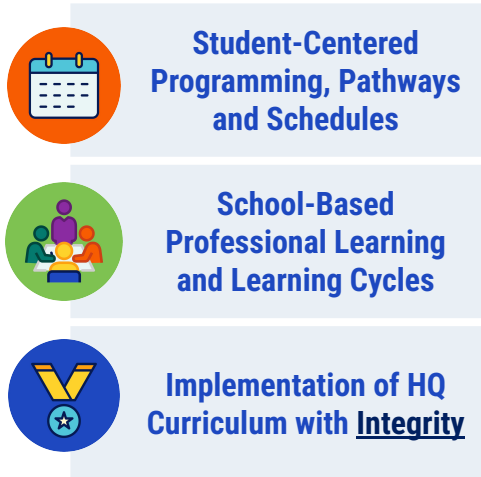 Student-Centered
Programming, Pathways
and Schedules
School-Based
Professional Learning
and Learning Cycles
Implementation of HQ
Curriculum with Integrity